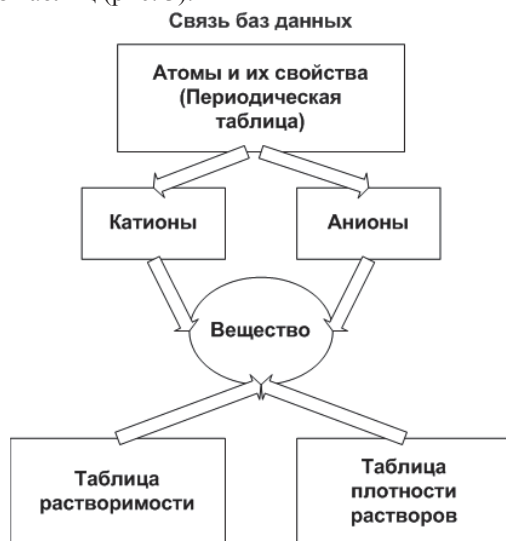 Связь баз данных
Атомы и их свойства
(Периодическая
таблица)
Катионы
Анионы
Вещество
Таблица
растворимости
Таблица
плотности
растворов